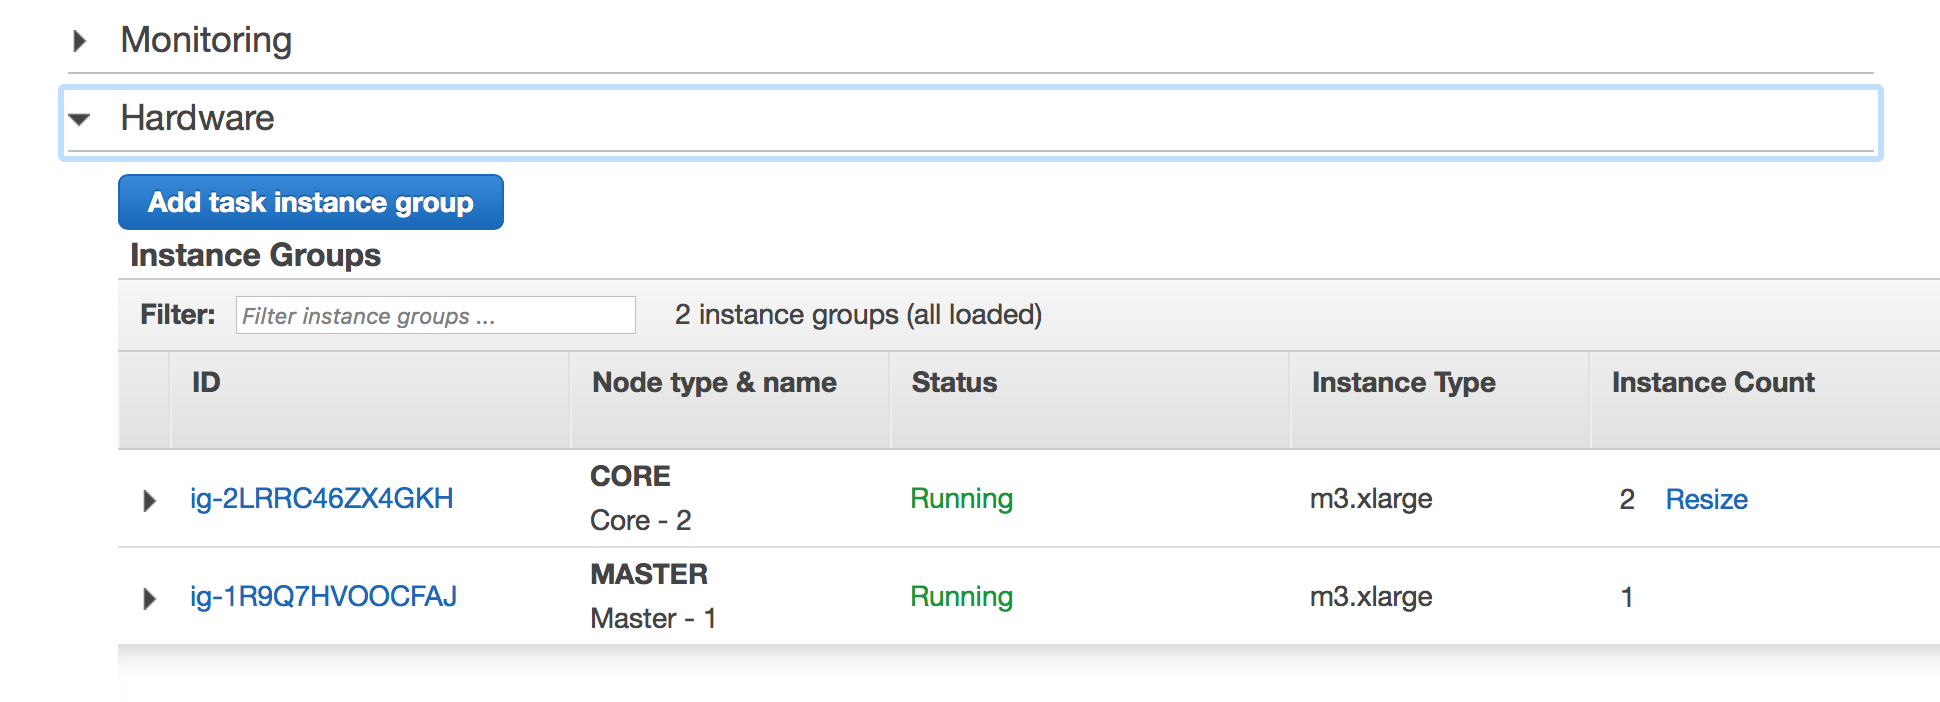 Monitoring
Hardware
Add task instance group
Instance Groups
Filter: Filter instance groups ... 2 instance groups (all loaded)
ID Node type & name Status Instance Type Instance Count
ig-2LRRC46ZX4GKH CORE Running m3.xlarge 2 Resize
Core - 2
ig-1R9Q7HVOOCFAJ MASTER Running m3.xlarge 1
Master - 1